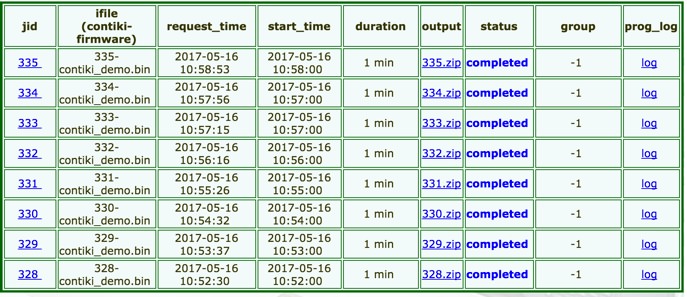 jid ifile (contiki-firmware) request_time start_time duration output status group prog_log
335 335-contiki_demo.bin 2017-05-16 10:58:53 2017-05-16 10:58:00 1 min 335.zip completed -1 log
334 334-contiki_demo.bin 2017-05-16 10:57:56 2017-05-16 10:57:00 1 min 334.zip completed -1 log
333 333-contiki_demo.bin 2017-05-16 10:57:15 2017-05-16 10:57:00 1 min 333.zip completed -1 log
332 332-contiki_demo.bin 2017-05-16 10:56:16 2017-05-16 10:56:00 1 min 332.zip completed -1 log
331 331-contiki_demo.bin 2017-05-16 10:55:26 2017-05-16 10:55:00 1 min 331.zip completed -1 log
330 330-contiki_demo.bin 2017-05-16 10:54:32 2017-05-16 10:54:00 1 min 330.zip completed -1 log
329 329-contiki_demo.bin 2017-05-16 10:53:37 2017-05-16 10:53:00 1 min 329.zip completed -1 log
328 328-contiki_demo.bin 2017-05-16 10:52:30 2017-05-16 10:52:00 1 min 328.zip completed -1 log